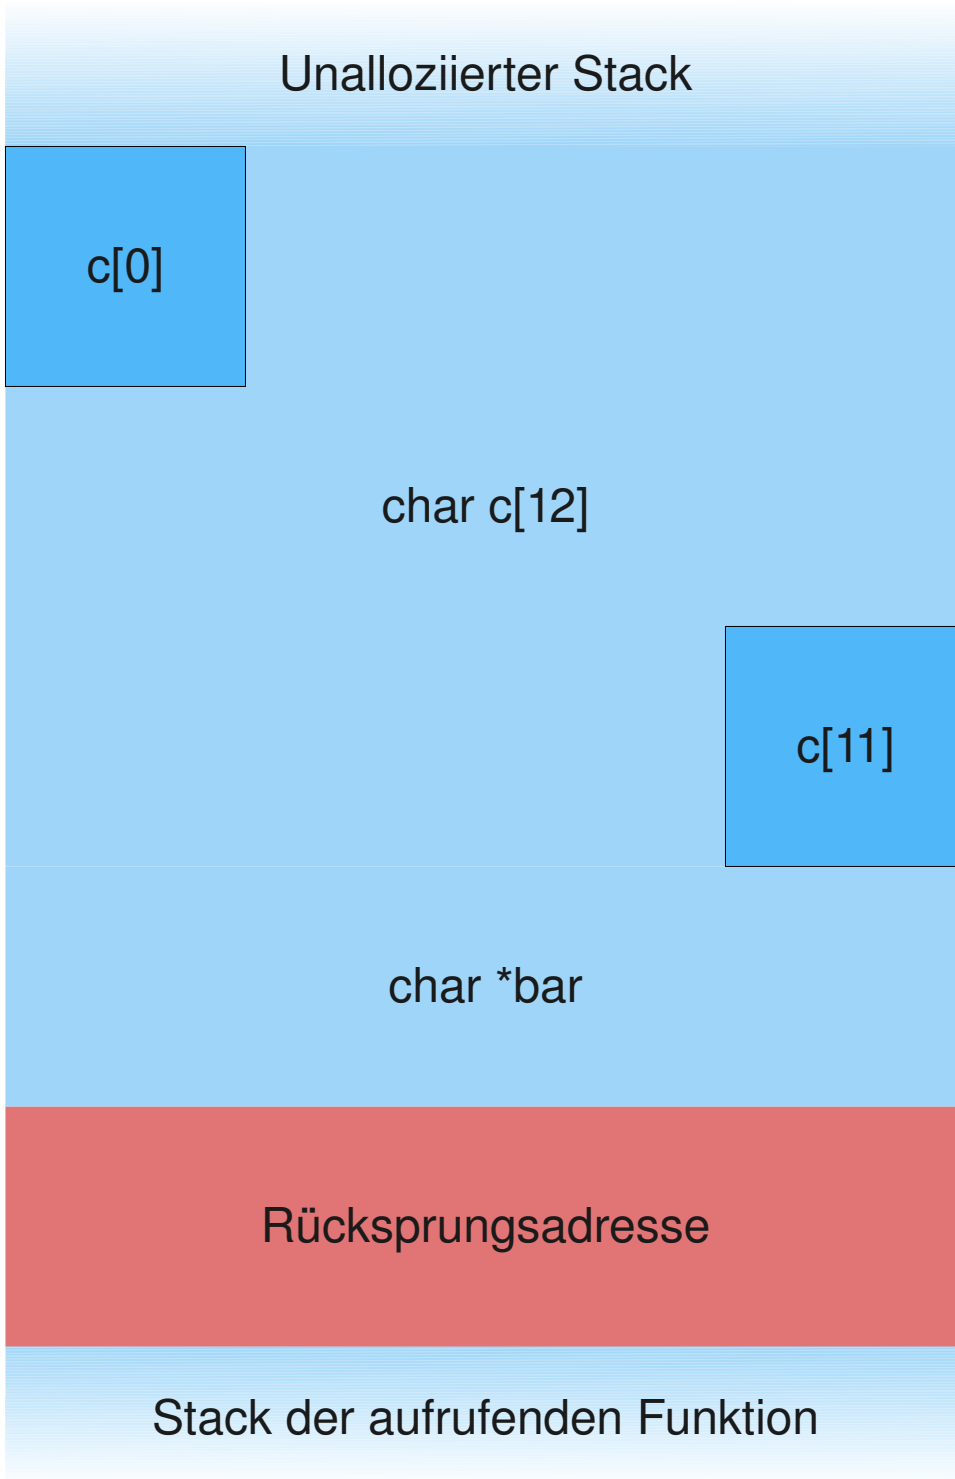 Unalloziierter Stack
c[0]
char c[12]
c[11]
char *bar
Rücksprungsadresse
Stack der aufrufenden Funktion